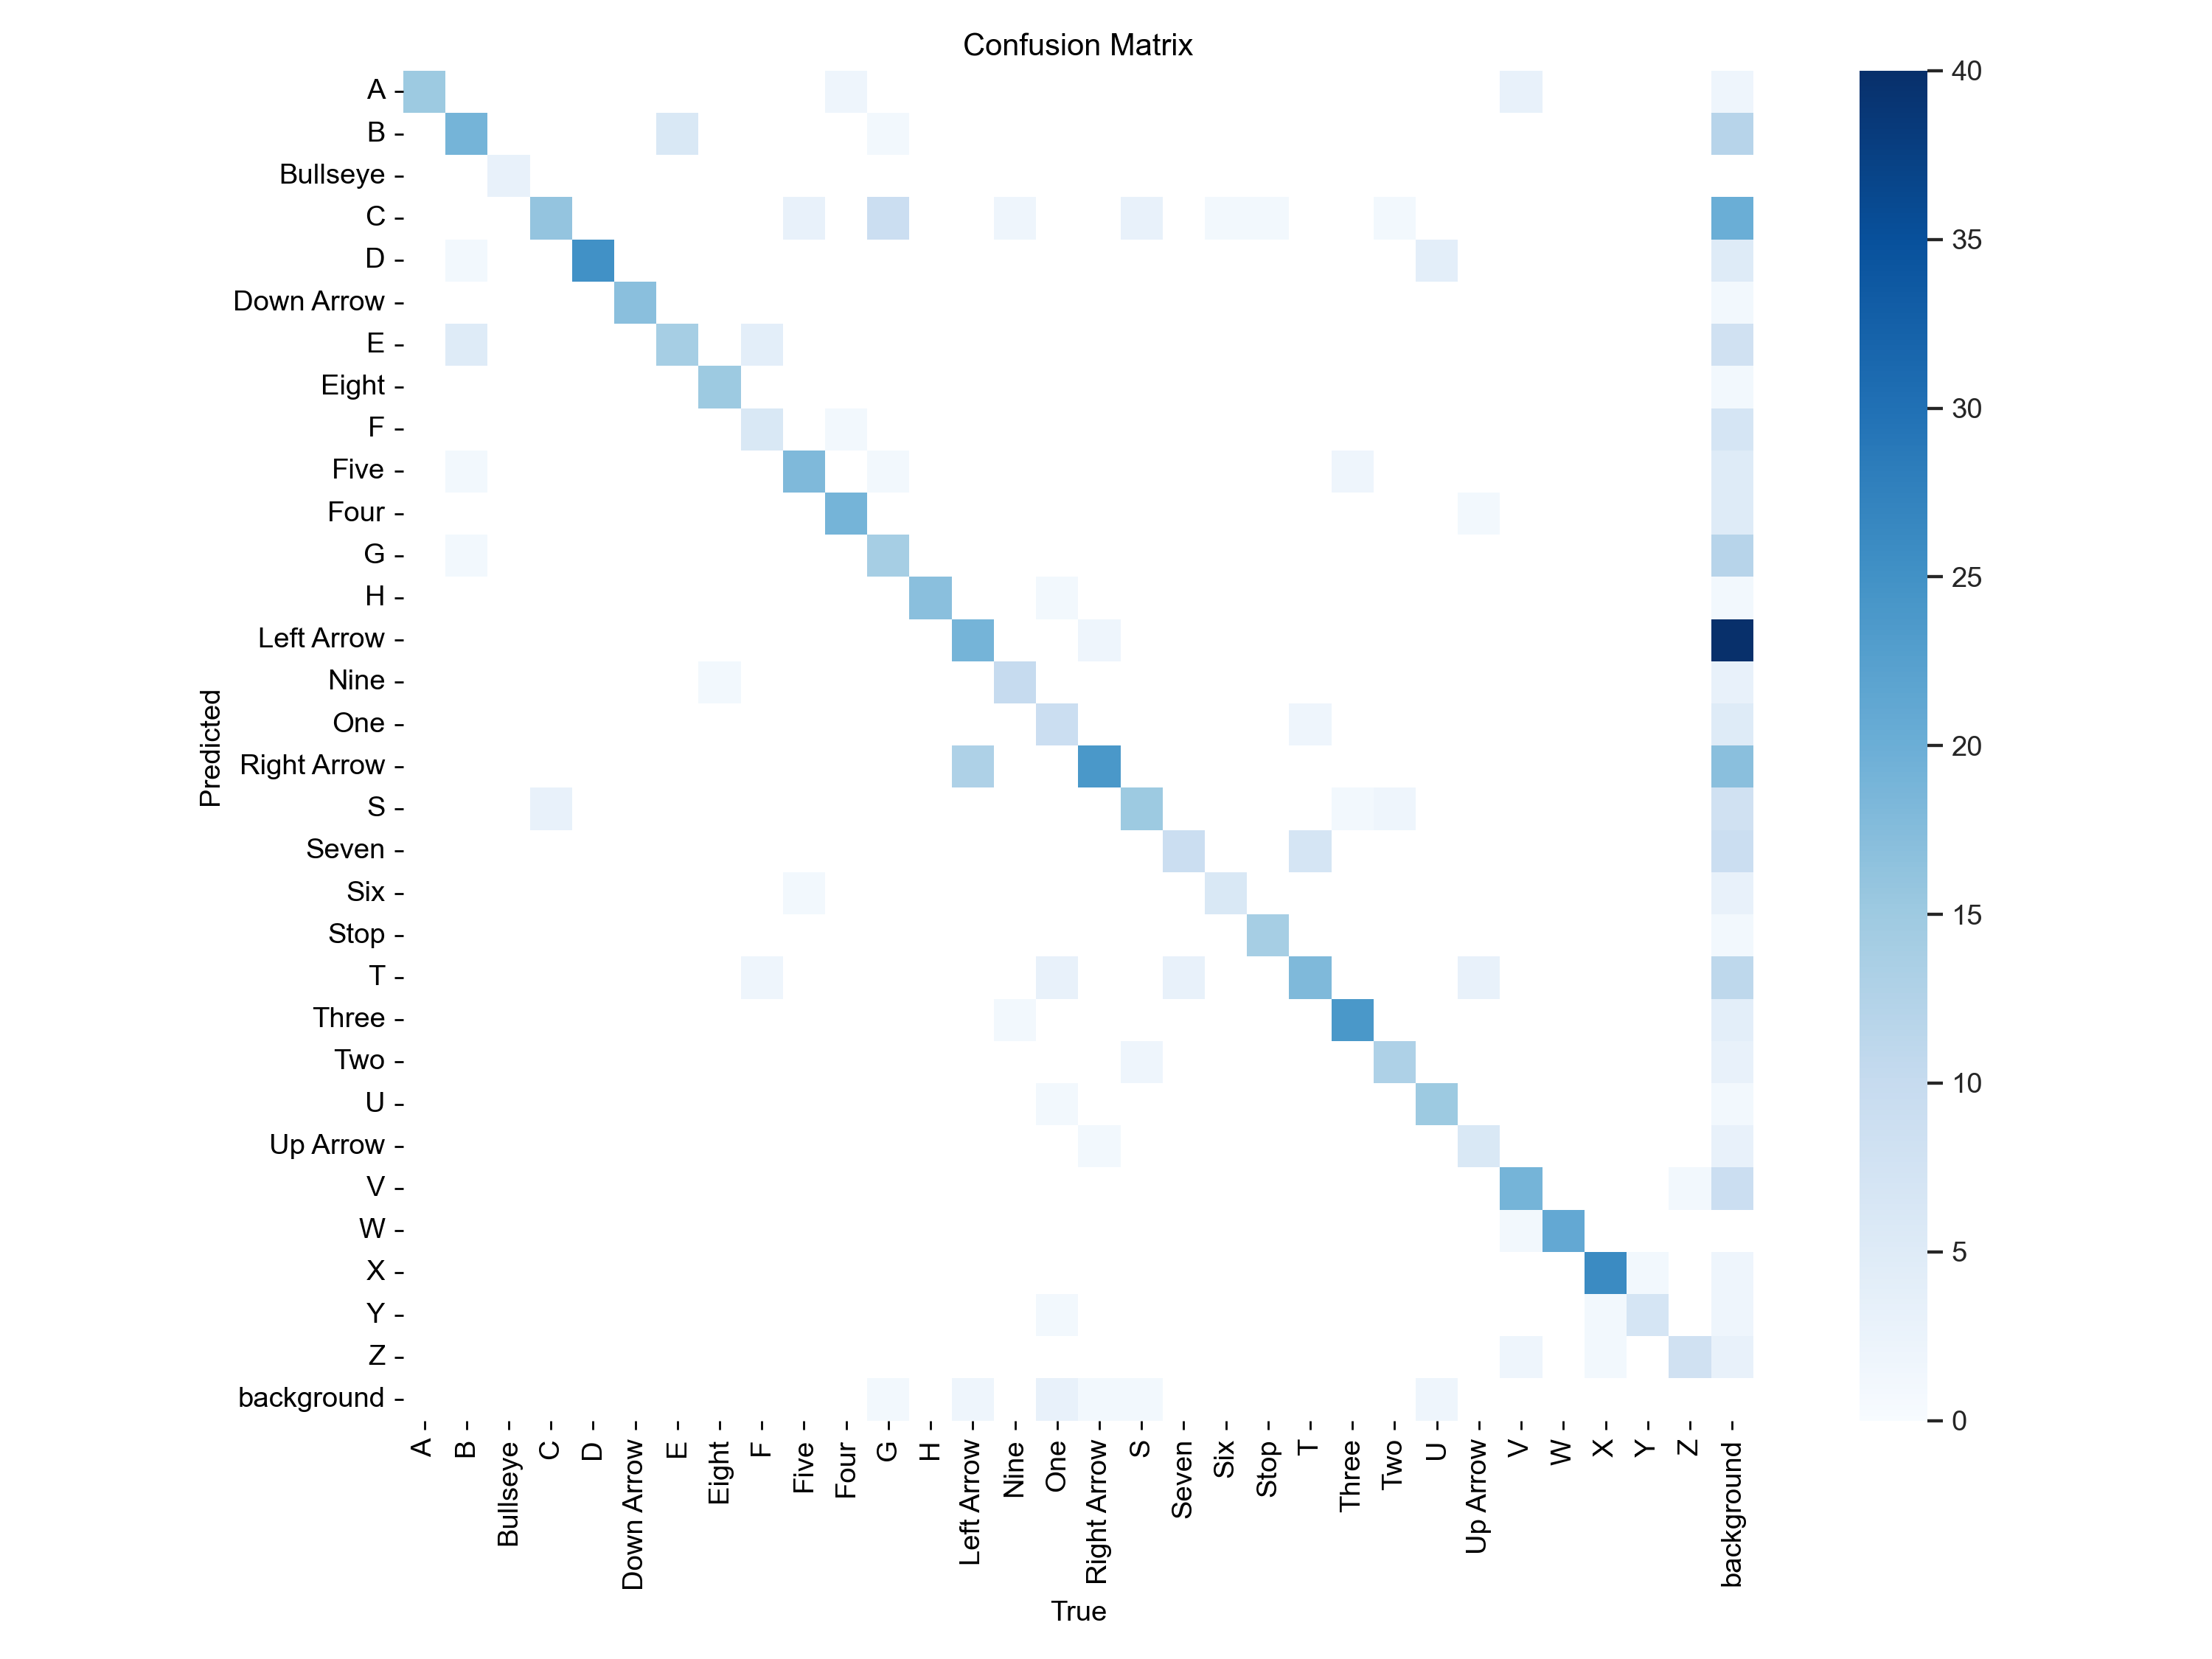 Confusion Matrix
A
B
Bullseye
C
D
Down Arrow
E
Eight
F
Five
Four
G
H
Left Arrow
Nine
One
Right Arrow
S
Seven
Six
Stop
T
Three
Two
U
Up Arrow
V
W
X
Y
Z
background
Predicted
A
B
Bullseye
C
D
Down Arrow
E
Eight
F
Five
Four
G
H
Left Arrow
Nine
One
Right Arrow
S
Seven
Six
Stop
T
Three
Two
U
Up Arrow
V
W
X
Y
Z
background
True
40
35
30
25
20
15
10
5
0